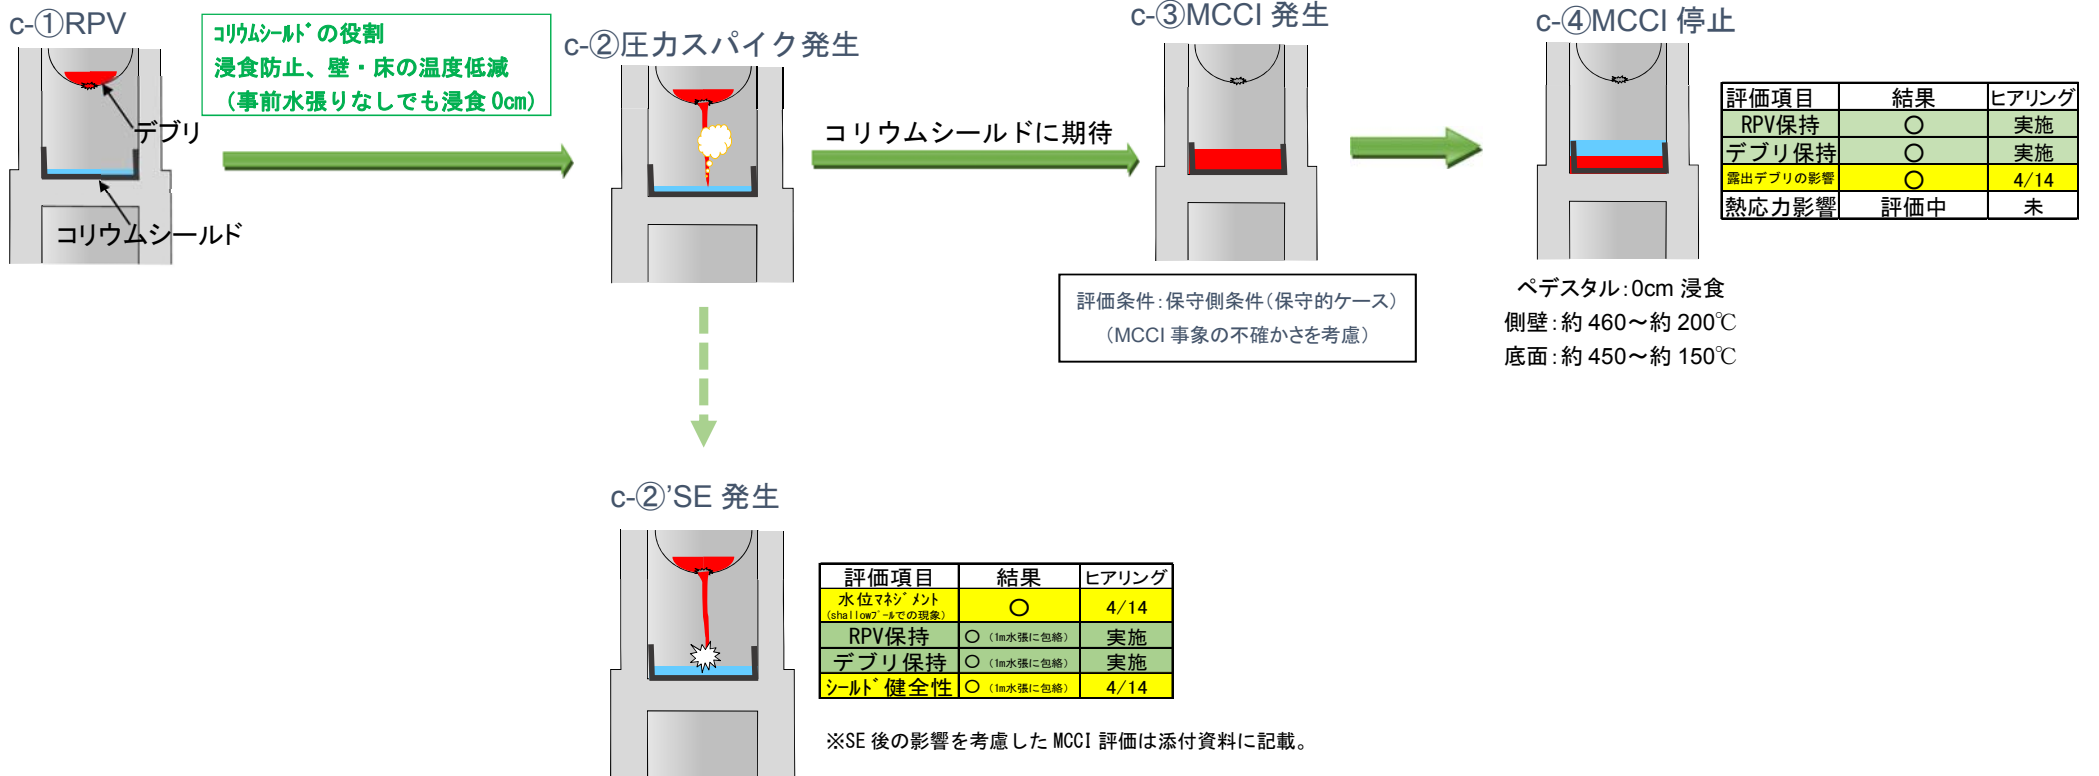 c-①RPV
ｺﾘｳﾑｼｰﾙﾄﾞの役割
浸食防止、壁・床の温度低減
（事前水張りなしでも浸食 0cm）
デブリ
コリウムシールド
c-②圧力スパイク発生
コリウムシールドに期待
c-③MCCI 発生
評価条件：保守側条件（保守的ケース）
（MCCI 事象の不確かさを考慮）
c-④MCCI 停止
評価項目 結果 ヒアリング
RPV保持 ○ 実施
デブリ保持 ○ 実施
露出デブリの影響 ○ 4/14
熱応力影響 評価中 未
ペデスタル：0cm 浸食
側壁：約 460～約 200℃
底面：約 450～約 150℃
c-②’SE 発生
評価項目 結果 ヒアリング
水位ﾏﾈｼﾞﾒﾝﾄ ○ 4/14
(shallowﾌﾟｰﾙでの現象)
RPV保持 ○（1m水張に包絡） 実施
デブリ保持 ○（1m水張に包絡） 実施
ｼｰﾙﾄﾞ健全性 ○（1m水張に包絡） 4/14
※SE 後の影響を考慮した MCCI 評価は添付資料に記載。